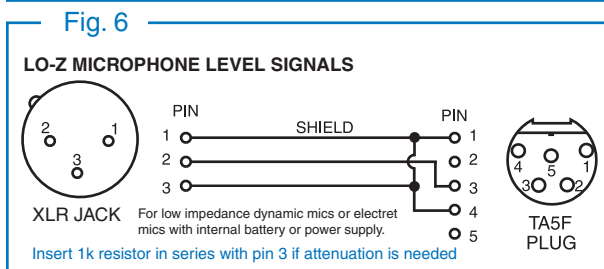 Fig. 6
LO-Z MICROPHONE LEVEL SIGNALS
2 1
3
XLR JACK
PIN
1 SHIELD
2
3
PIN
1
2
3
4
5
4 5 1
3 2
TA5F
PLUG
For low impedance dynamic mics or electret
mics with internal battery or power supply.
Insert 1k resistor in series with pin 3 if attenuation is needed